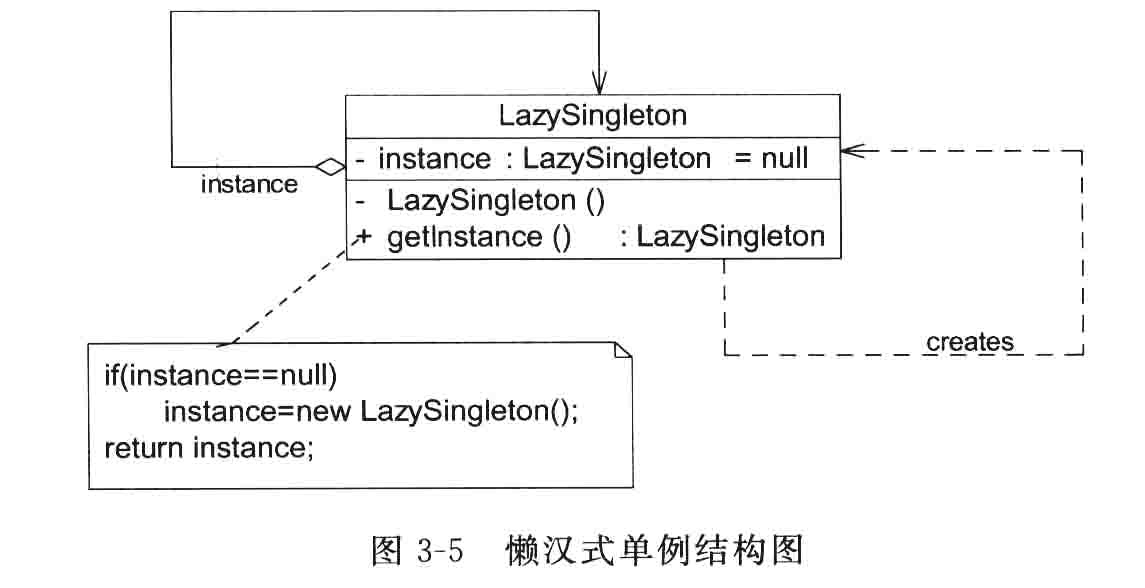 LazySingleton
- instance : LazySingleton = null
instance
- LazySingleton ()
+ getInstance () : LazySingleton
creates
if(instance==null)
instance=new LazySingleton();
return instance;
图 3-5 懒汉式单例结构图